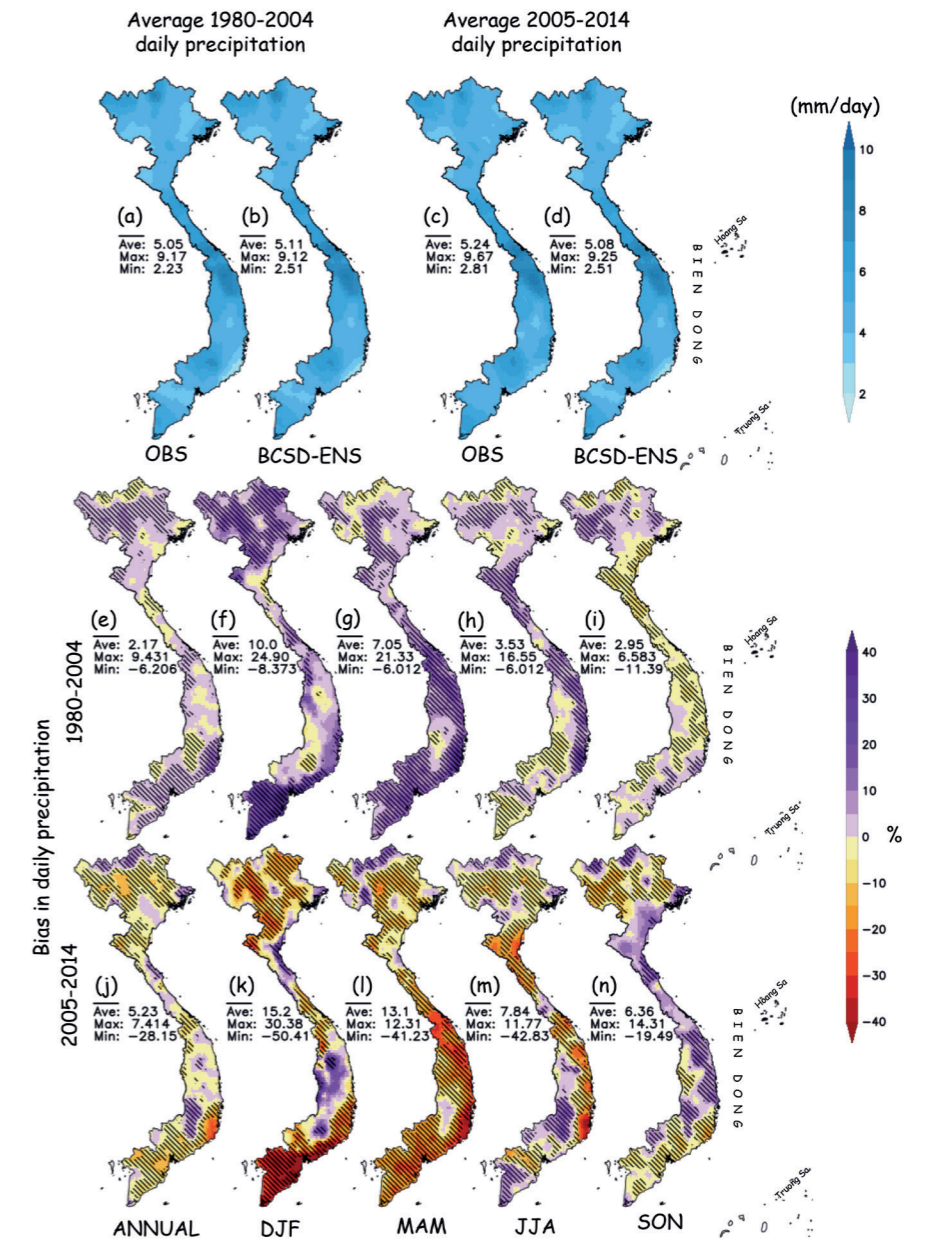 Average 1980-2004
daily precipitation
Average 2005-2014
daily precipitation
(mm/day)
10
8
6
4
2
(a)
Ave: 5.05
Max: 9.17
Min: 2.23
(b)
Ave: 5.11
Max: 9.12
Min: 2.51
(c)
Ave: 5.24
Max: 9.67
Min: 2.81
(d)
Ave: 5.08
Max: 9.25
Min: 2.51
Hoang Sa
BIEN DONG
Truong Sa
OBS
BCSD-ENS
OBS
BCSD-ENS
Bias in daily precipitation
1980-2004
(e)
Ave: 2.17
Max: 9.431
Min: -6.206
(f)
Ave: 10.0
Max: 24.90
Min: -8.373
(g)
Ave: 7.05
Max: 21.33
Min: -6.012
(h)
Ave: 3.53
Max: 16.55
Min: -6.012
(i)
Ave: 2.95
Max: 6.583
Min: -11.39
Hoang Sa
BIEN DONG
Truong Sa
40
30
20
10
0
-10
-20
-30
-40
%
2005-2014
(j)
Ave: 5.23
Max: 7.414
Min: -28.15
(k)
Ave: 15.2
Max: 30.38
Min: -50.41
(l)
Ave: 13.1
Max: 12.31
Min: -41.23
(m)
Ave: 7.84
Max: 11.77
Min: -42.83
(n)
Ave: 6.36
Max: 14.31
Min: -19.49
Hoang Sa
BIEN DONG
Truong Sa
ANNUAL
DJF
MAM
JJA
SON